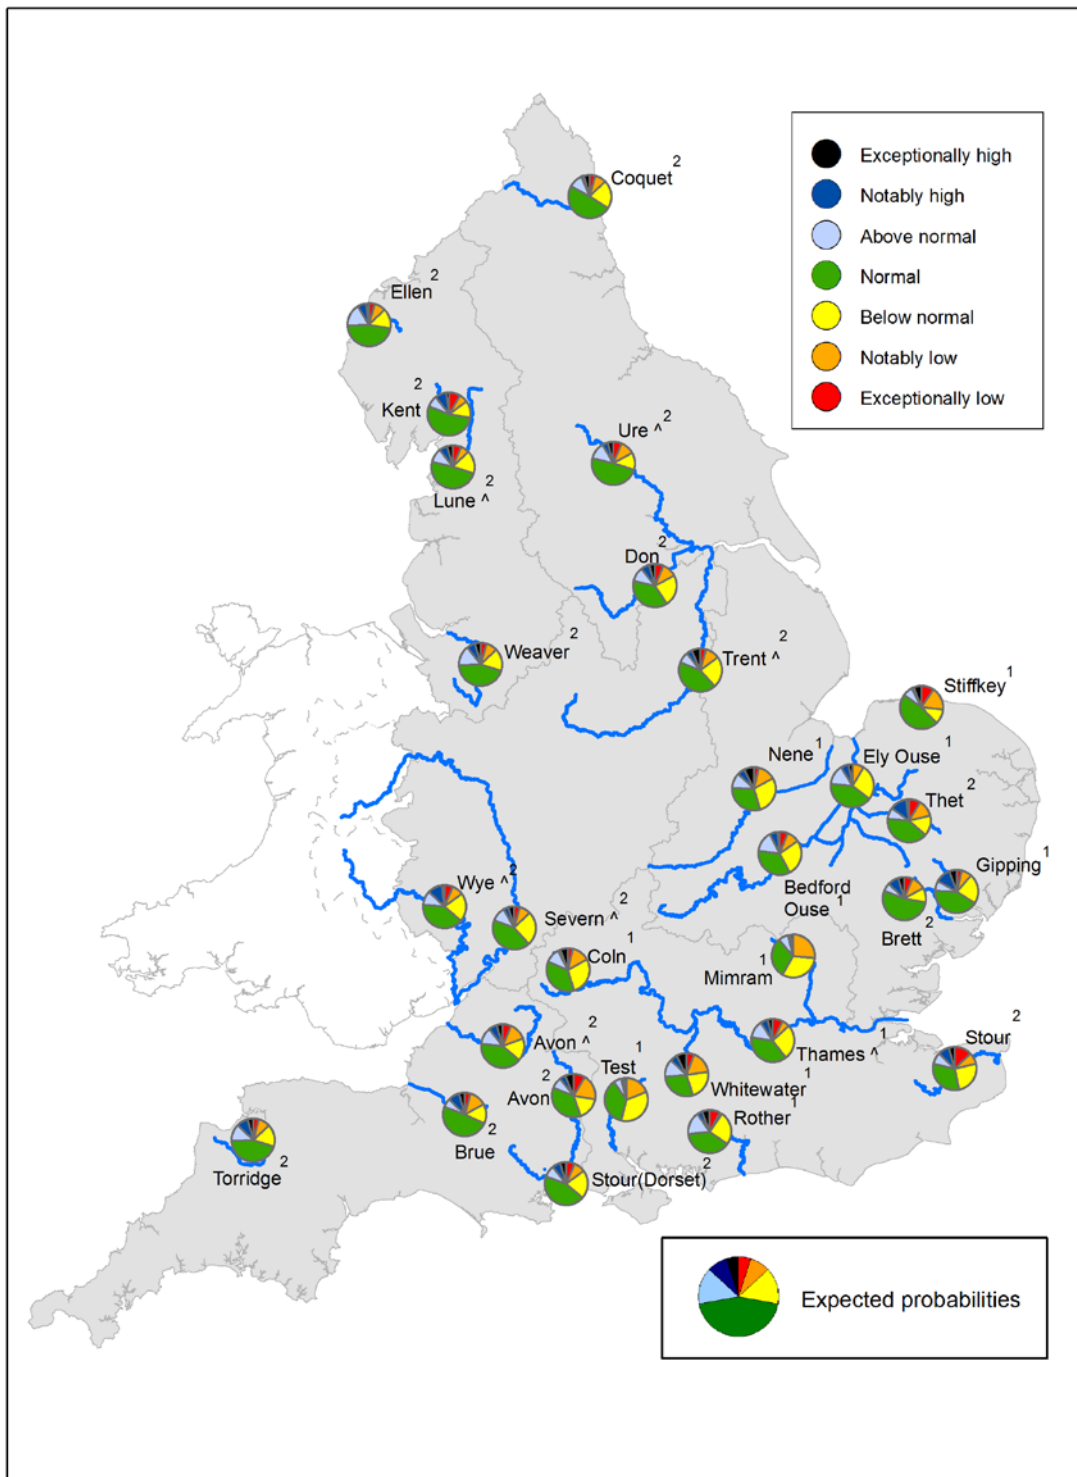 Coquet 2
Exceptionally high
Notably high
Above normal
Normal
Below normal
Notably low
Exceptionally low
Ellen 2
Kent 2
Lune ^ 2
Ure ^ 2
Don 2
Weaver 2
Trent ^ 2
Stiffkey 1
Nene 1
Ely Ouse 1
Thet 2
Gipping 1
Bedford
Ouse 1
Brett 2
Wye ^ 2
Severn ^ 2
Coln 1
Mimram 1
Avon ^ 2
Test 1
Thames ^ 1
Stour 2
Avon 2
Whitewater 1
Rother 1
Brue 2
Torridge 2
Stour(Dorset) 2
Expected probabilities